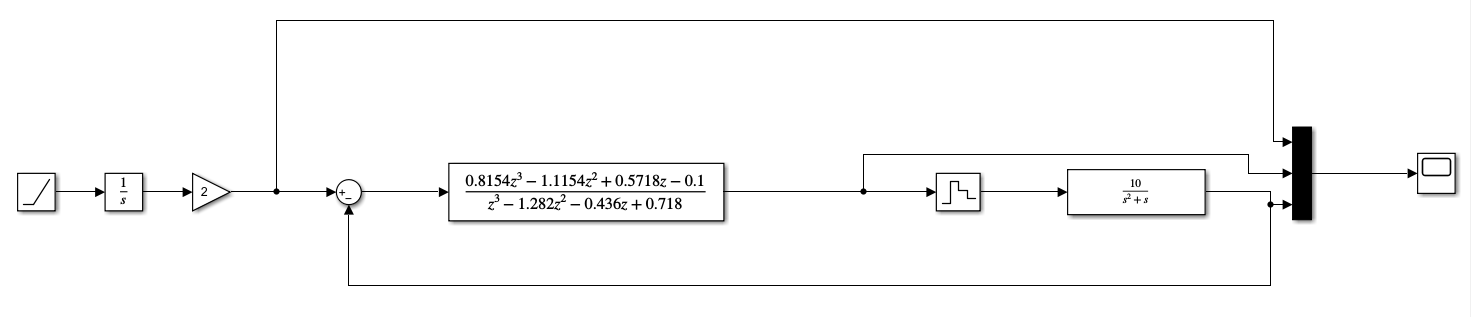 1
s
2
+
−
0.8154z³ − 1.1154z² + 0.5718z − 0.1
z³ − 1.282z² − 0.436z + 0.718
10
s² + s